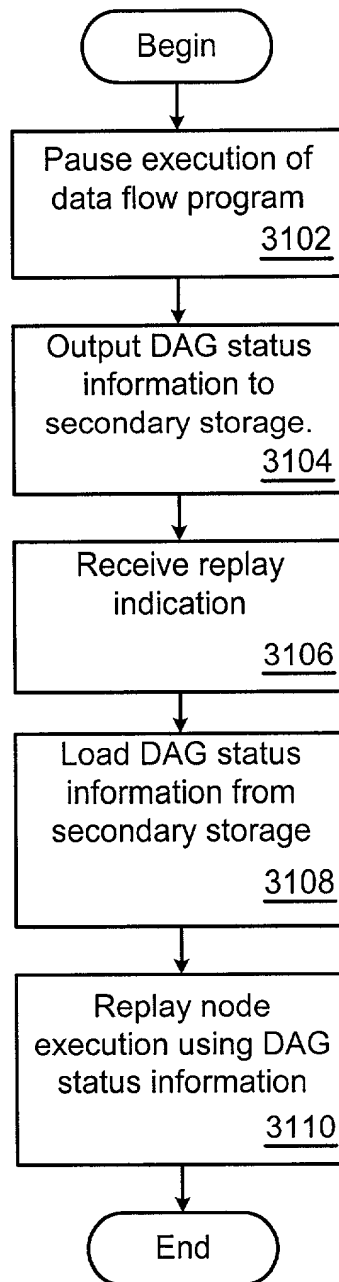 Begin
Pause execution of
data flow program
3102
Output DAG status
information to
secondary storage.
3104
Receive replay
indication
3106
Load DAG status
information from
secondary storage
3108
Replay node
execution using DAG
status information
3110
End